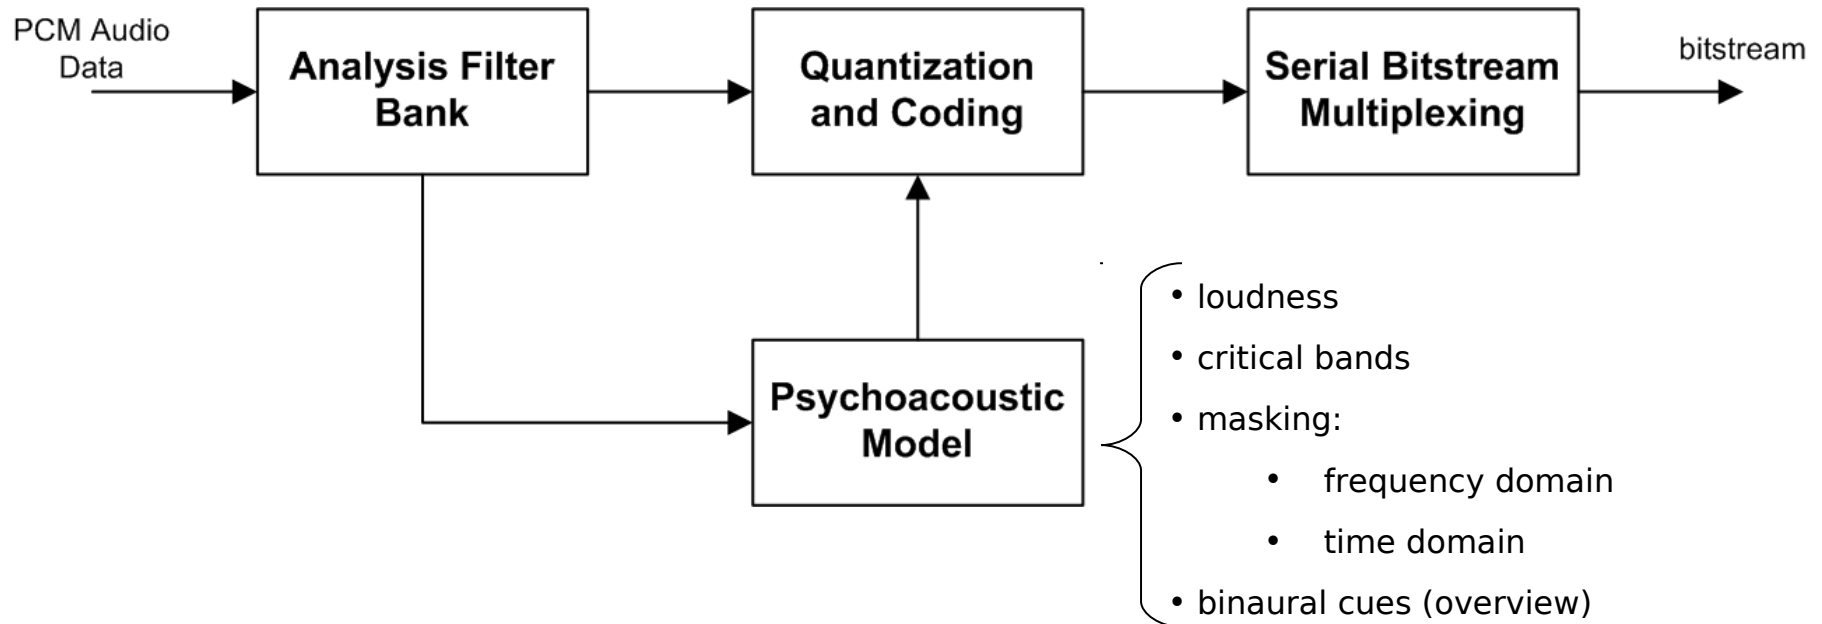 PCM Audio
Data
Analysis Filter
Bank
Quantization
and Coding
Serial Bitstream
Multiplexing
bitstream
Psychoacoustic
Model
• loudness
• critical bands
• masking:
• frequency domain
• time domain
• binaural cues (overview)